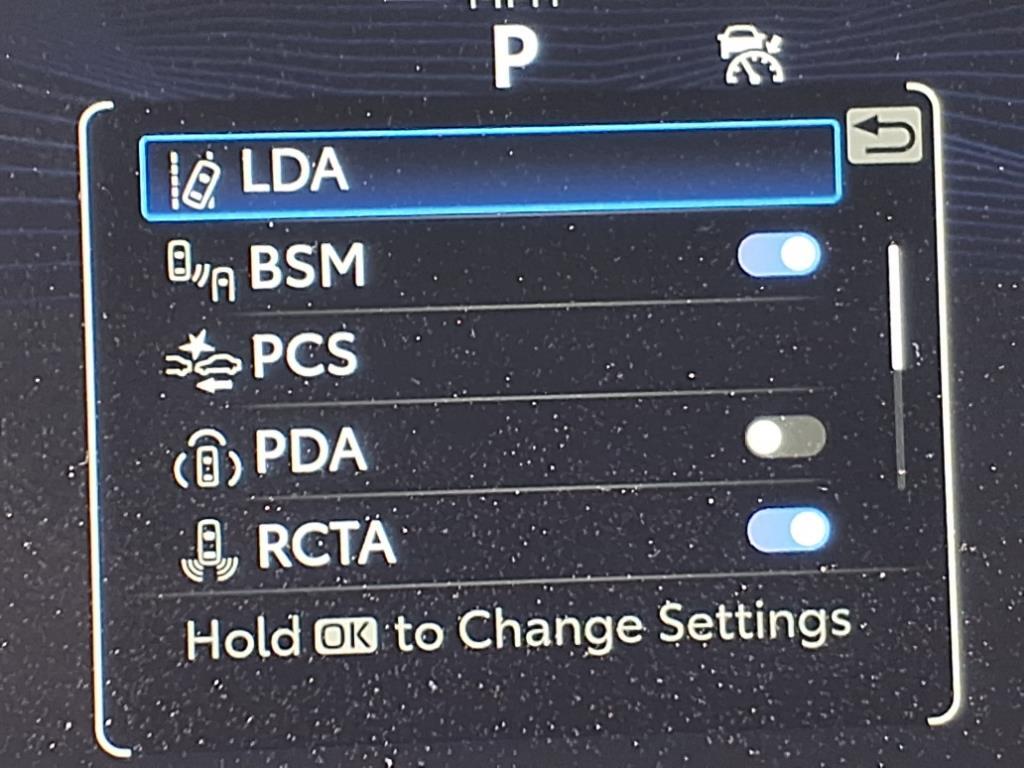 P
LDA
BSM
PCS
PDA
RCTA
Hold OK to Change Settings